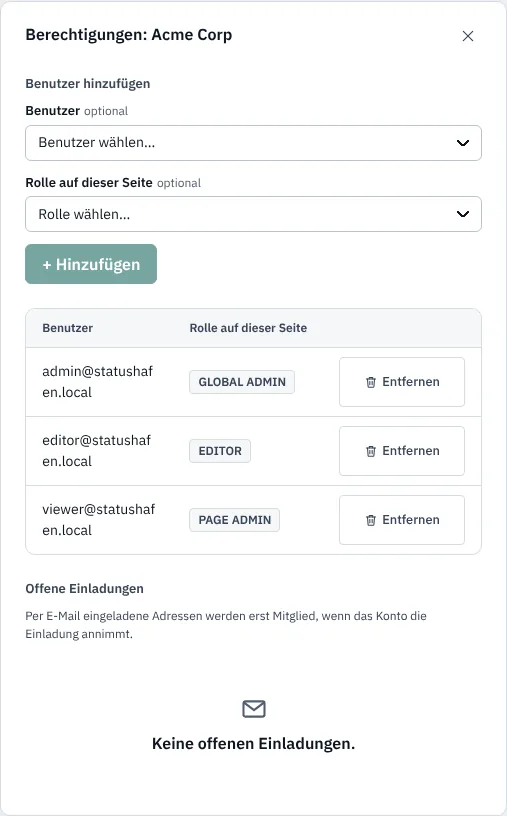 Berechtigungen: Acme Corp
Benutzer hinzufügen
Benutzer optional
Benutzer wählen...
Rolle auf dieser Seite optional
Rolle wählen...
+ Hinzufügen
Benutzer Rolle auf dieser Seite
admin@statushaf
en.local
GLOBAL ADMIN
Entfernen
editor@statushaf
en.local
EDITOR
Entfernen
viewer@statushaf
en.local
PAGE ADMIN
Entfernen
Offene Einladungen
Per E-Mail eingeladene Adressen werden erst Mitglied, wenn das Konto die
Einladung annimmt.
Keine offenen Einladungen.